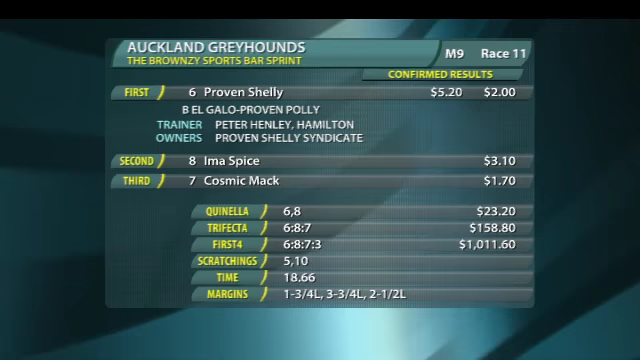 AUCKLAND GREYHOUNDS M9 Race 11
THE BROWNZY SPORTS BAR SPRINT
CONFIRMED RESULTS
FIRST 6 Proven Shelly $5.20 $2.00
B EL GALO-PROVEN POLLY
TRAINER PETER HENLEY, HAMILTON
OWNERS PROVEN SHELLY SYNDICATE
SECOND 8 Ima Spice $3.10
THIRD 7 Cosmic Mack $1.70
QUINELLA 6,8 $23.20
TRIFECTA 6:8:7 $158.80
FIRST4 6:8:7:3 $1,011.60
SCRATCHINGS 5,10
TIME 18.66
MARGINS 1-3/4L, 3-3/4L, 2-1/2L